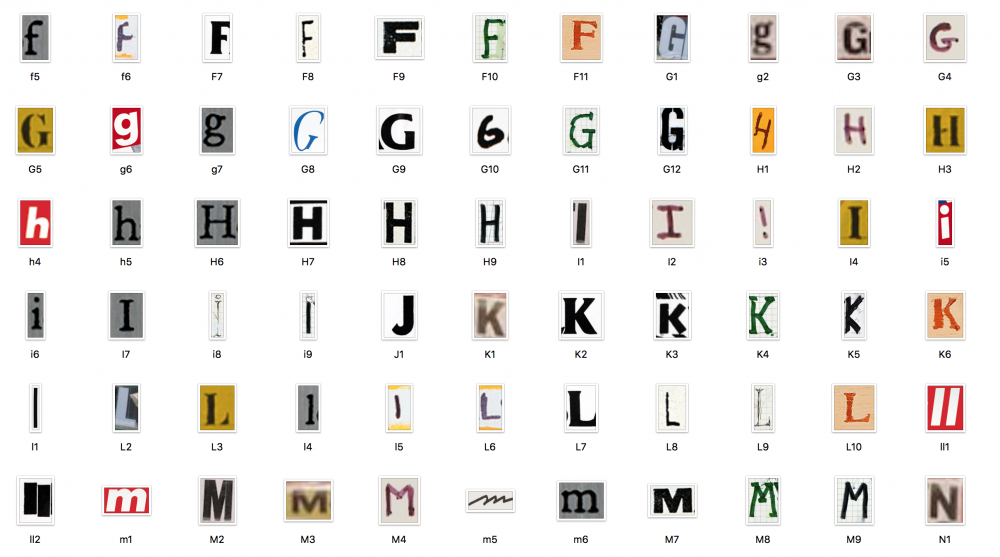 f f F F F F F G g G G
f5 f6 F7 F8 F9 F10 F11 G1 g2 G3 G4
G g g G G G G G H H H
G5 g6 g7 G8 G9 G10 G11 G12 H1 H2 H3
h h H H H H I I i I i
h4 h5 H6 H7 H8 H9 I1 I2 i3 I4 i5
i I i i J K K K K K K
i6 I7 i8 i9 J1 K1 K2 K3 K4 K5 K6
l L L l l L L L L L ll
l1 L2 L3 l4 l5 L6 L7 L8 L9 L10 ll1
ll m M M M m m M M M N
ll2 m1 M2 M3 M4 m5 m6 M7 M8 M9 N1